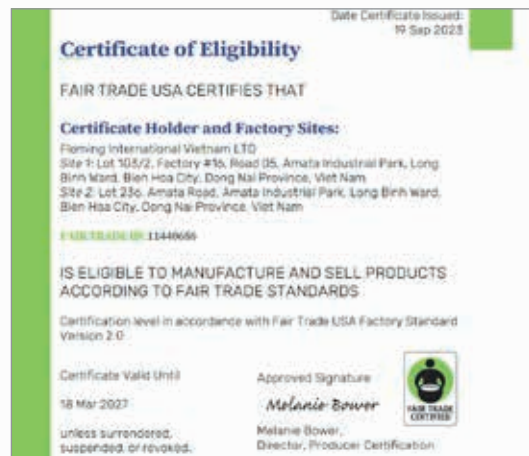 Date Certificate Issued:
19 Sep 2023
Certificate of Eligibility
FAIR TRADE USA CERTIFIES THAT
Certificate Holder and Factory Sites:
Fleming International Vietnam LTD
Site 1: Lot 103/2, Factory #16, Road 05, Amata Industrial Park, Long
Binh Ward, Bien Hoa City, Dong Nai Province, Viet Nam
Site 2: Lot 236, Amata Road, Amata Industrial Park, Long Binh Ward,
Bien Hoa City, Dong Nai Province, Viet Nam
FAIR TRADE ID: 11440686
IS ELIGIBLE TO MANUFACTURE AND SELL PRODUCTS
ACCORDING TO FAIR TRADE STANDARDS
Certification level in accordance with Fair Trade USA Factory Standard
Version 2.0
Certificate Valid Until
Approved Signature
18 Mar 2027
Melanie Bower
unless surrendered,
suspended, or revoked.
Melanie Bower,
Director, Producer Certification
FAIR TRADE
CERTIFIED